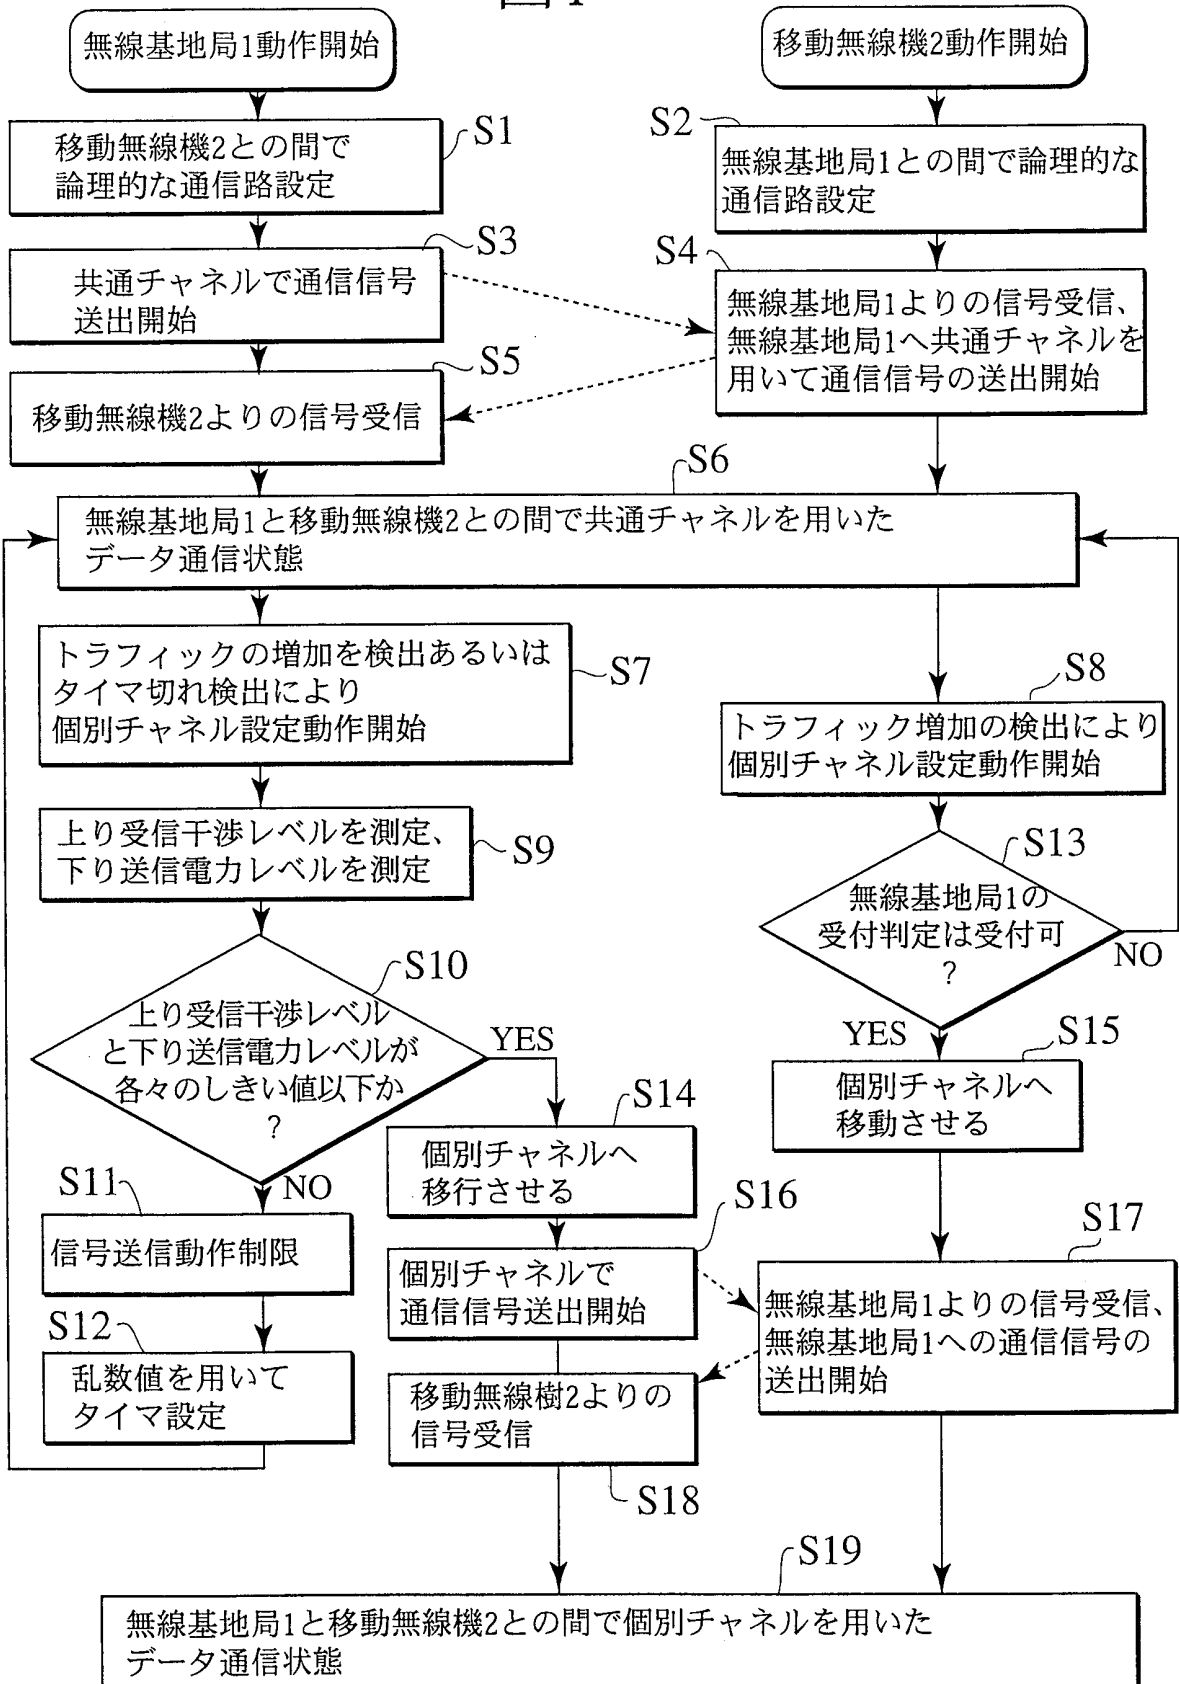 無線基地局1動作開始
移動無線機2動作開始
S1
移動無線機2との間で
論理的な通信路設定
S2
無線基地局1との間で論理的な
通信路設定
S3
共通チャネルで通信信号
送出開始
S4
無線基地局1よりの信号受信、
無線基地局1へ共通チャネルを
用いて通信信号の送出開始
S5
移動無線機2よりの信号受信
S6
無線基地局1と移動無線機2との間で共通チャネルを用いた
データ通信状態
S7
トラフィックの増加を検出あるいは
タイマ切れ検出により
個別チャネル設定動作開始
S8
トラフィック増加の検出により
個別チャネル設定動作開始
S9
上り受信干渉レベルを測定、
下り送信電力レベルを測定
S13
無線基地局1の
受付判定は受付可
?
NO
YES
S10
上り受信干渉レベル
と下り送信電力レベルが
各々のしきい値以下か
?
YES
NO
S15
個別チャネルへ
移動させる
S14
個別チャネルへ
移行させる
S11
信号送信動作制限
S16
個別チャネルで
通信信号送出開始
S17
無線基地局1よりの信号受信、
無線基地局1への通信信号の
送出開始
S12
乱数値を用いて
タイマ設定
移動無線樹2よりの
信号受信
S18
S19
無線基地局1と移動無線機2との間で個別チャネルを用いた
データ通信状態